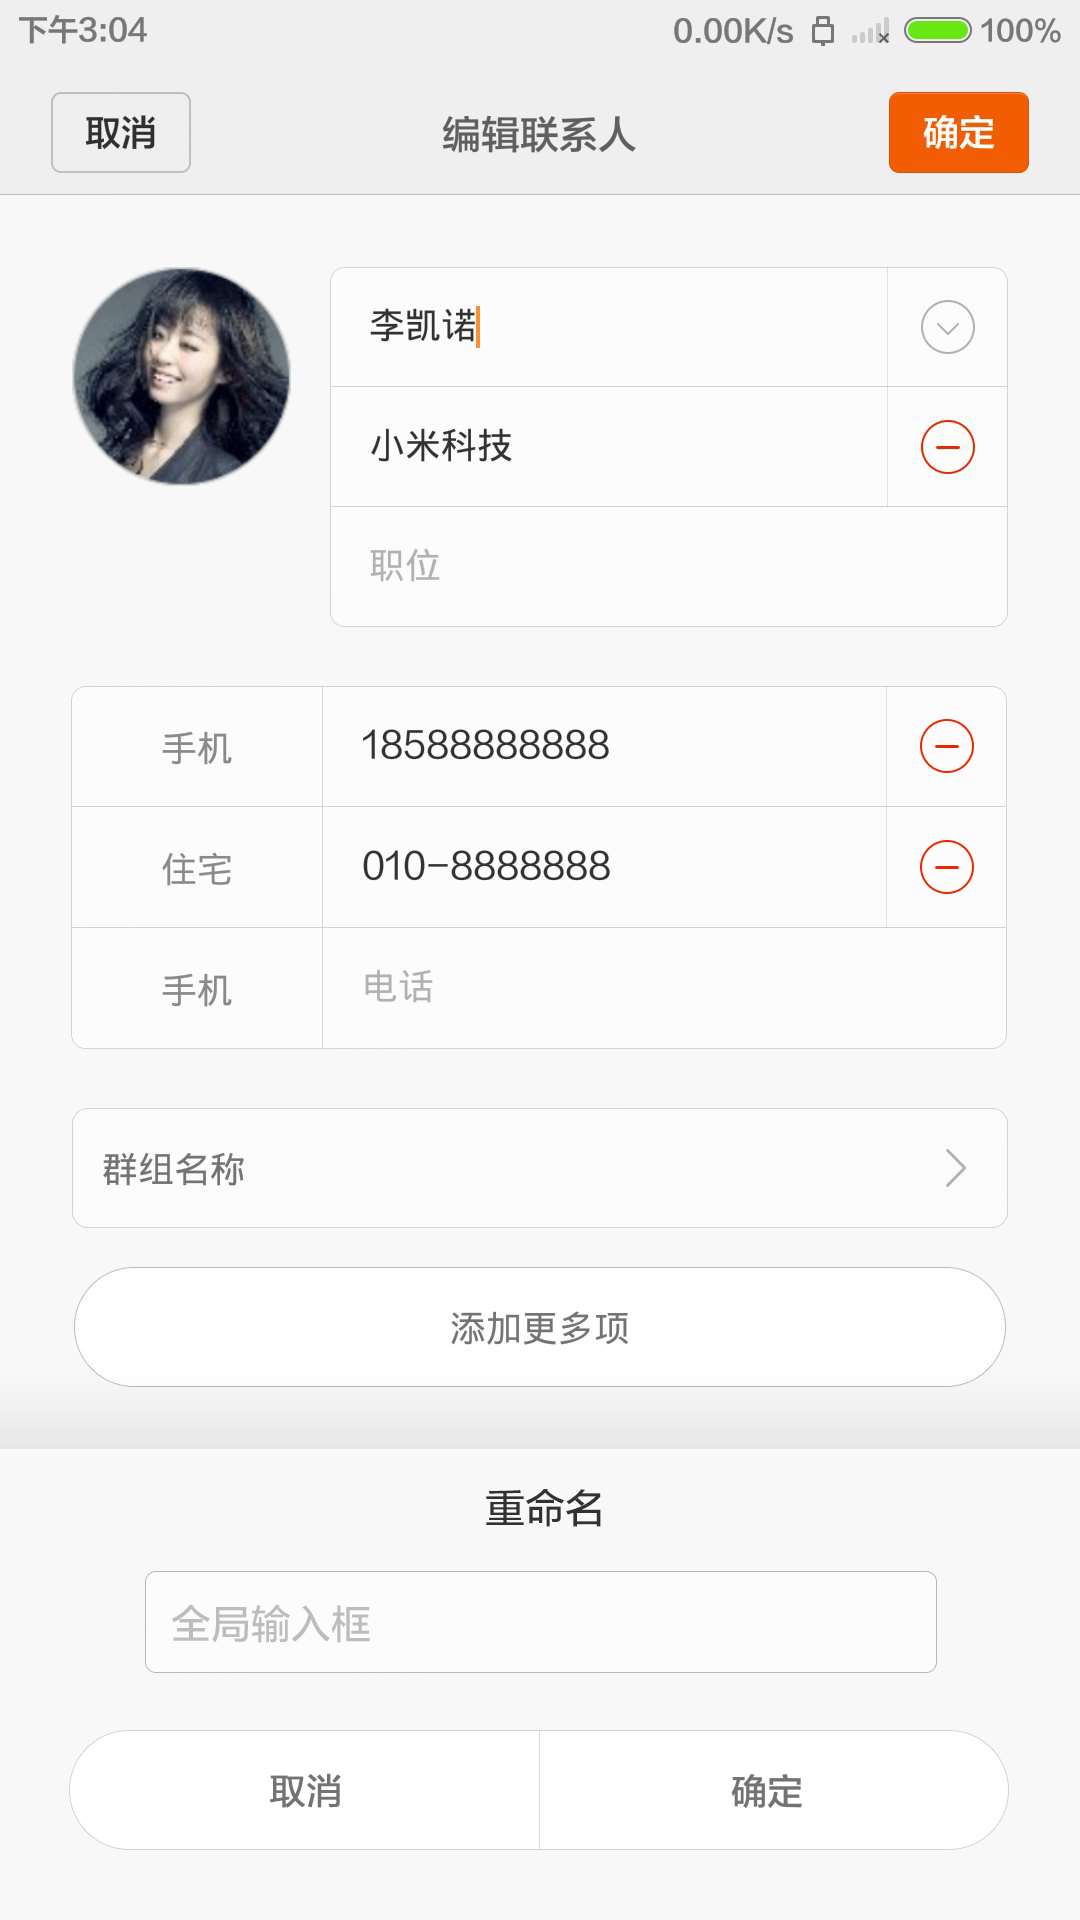 下午3:04 0.00K/s 100%
取消 编辑联系人 确定
李凯诺
小米科技
职位
手机 18588888888
住宅 010-8888888
手机 电话
群组名称
添加更多项
重命名
全局输入框
取消 确定